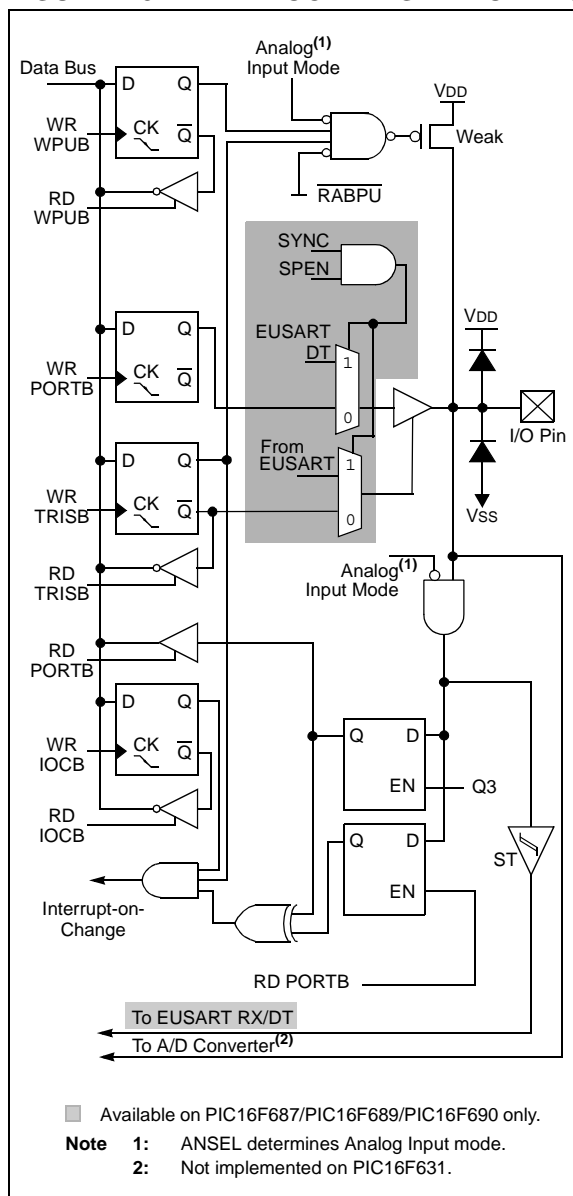 Analog(1)
Input Mode
Data Bus
VDD
D Q
WR
WPUB
CK Q
Weak
RD
WPUB
RABPU
SYNC
SPEN
EUSART
DT
1
VDD
D Q
WR
PORTB
CK Q
0
I/O Pin
From
EUSART
1
D Q
WR
TRISB
CK Q
0
VSS
RD
TRISB
Analog(1)
Input Mode
RD
PORTB
D Q
WR
IOCB
CK Q
Q D
EN
Q3
RD
IOCB
Q D
ST
EN
Interrupt-on-
Change
RD PORTB
To EUSART RX/DT
To A/D Converter(2)
Available on PIC16F687/PIC16F689/PIC16F690 only.
Note 1: ANSEL determines Analog Input mode.
2: Not implemented on PIC16F631.